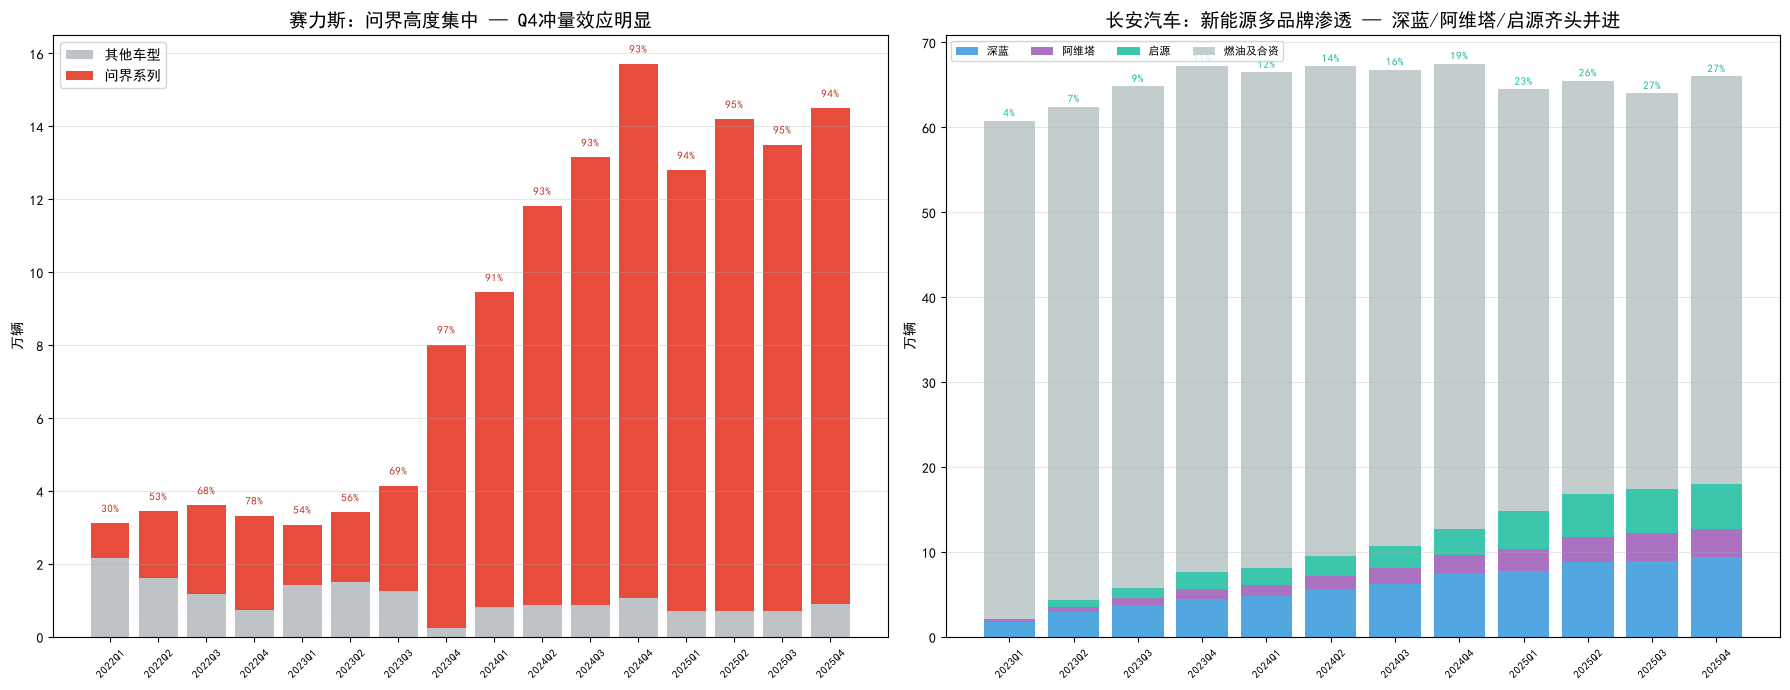 赛力斯: 问界高度集中 — Q4冲量效应明显
其他车型
问界系列
万辆
16
14
12
10
8
6
4
2
0
30%
53%
68%
78%
54%
56%
69%
97%
91%
93%
93%
93%
94%
95%
95%
94%
2022Q1
2022Q2
2022Q3
2022Q4
2023Q1
2023Q2
2023Q3
2023Q4
2024Q1
2024Q2
2024Q3
2024Q4
2025Q1
2025Q2
2025Q3
2025Q4
长安汽车: 新能源多品牌渗透 — 深蓝/阿维塔/启源齐头并进
深蓝 阿维塔 启源 燃油及合资
万辆
70
60
50
40
30
20
10
0
4%
7%
9%
12%
14%
16%
19%
23%
26%
27%
27%
2023Q1
2023Q2
2023Q3
2023Q4
2024Q1
2024Q2
2024Q3
2024Q4
2025Q1
2025Q2
2025Q3
2025Q4